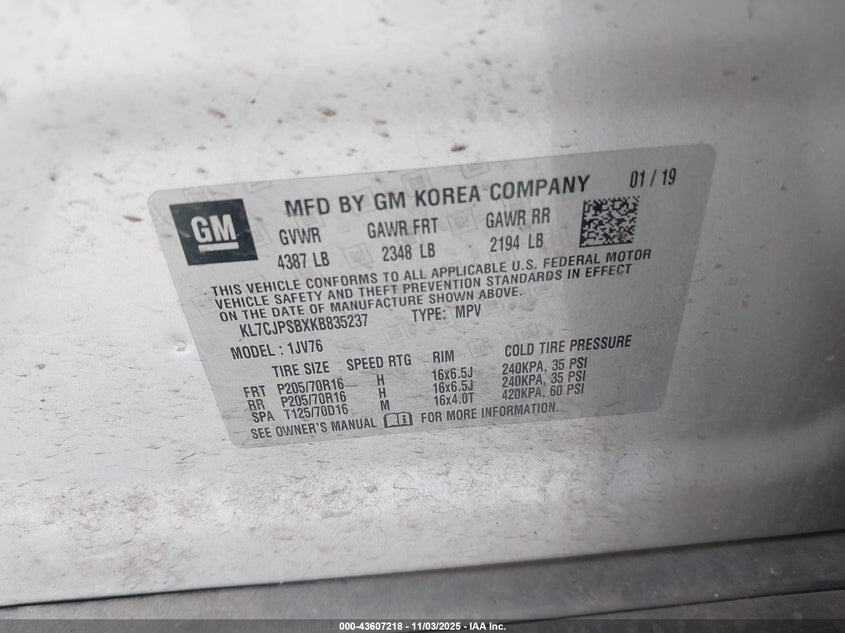 GM
MFD BY GM KOREA COMPANY 01 / 19
GVWR GAWR FRT GAWR RR
4387 LB 2348 LB 2194 LB
THIS VEHICLE CONFORMS TO ALL APPLICABLE U.S. FEDERAL MOTOR
VEHICLE SAFETY AND THEFT PREVENTION STANDARDS IN EFFECT
ON THE DATE OF MANUFACTURE SHOWN ABOVE.
KL7CJPSBXKB835237 TYPE: MPV
MODEL : 1JV76
TIRE SIZE SPEED RTG RIM COLD TIRE PRESSURE
FRT P205/70R16 H 16x6.5J 240KPA, 35 PSI
RR P205/70R16 H 16x6.5J 240KPA, 35 PSI
SPA T125/70D16 M 16x4.0T 420KPA, 60 PSI
SEE OWNER'S MANUAL FOR MORE INFORMATION.
000-43607218 - 11/03/2025 - IAA Inc.